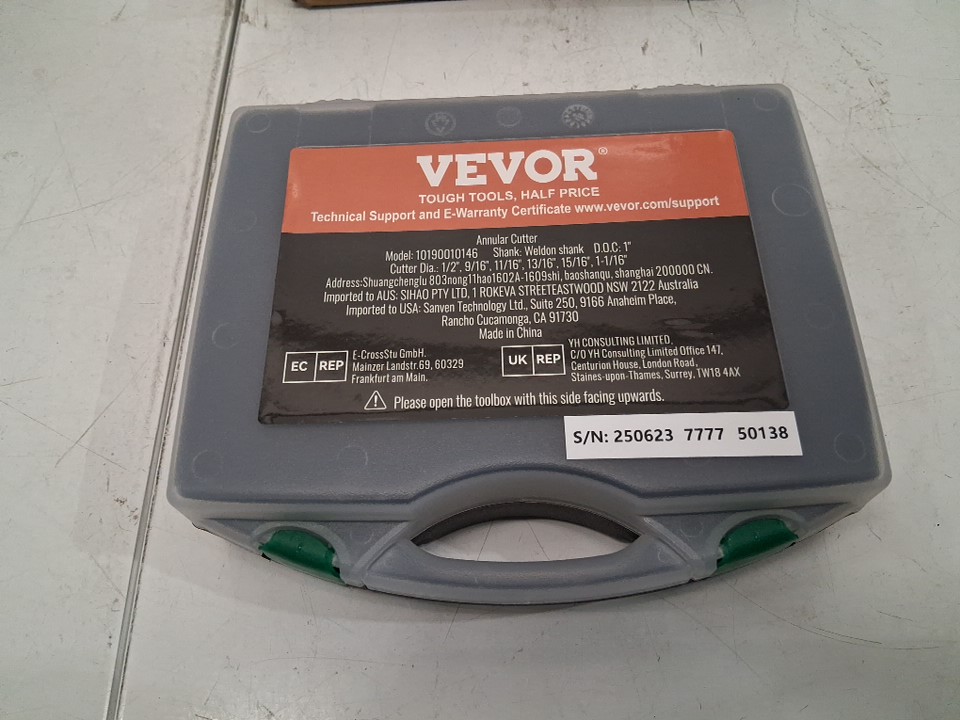 VEVOR®
TOUGH TOOLS, HALF PRICE
Technical Support and E-Warranty Certificate www.vevor.com/support
Annular Cutter
Model: 10190010146 Shank: Weldon shank D.O.C: 1"
Cutter Dia.: 1/2", 9/16", 11/16", 13/16", 15/16", 1-1/16"
Address:Shuangchenglu 803nong11hao1602A-1609shi, baoshanqu, shanghai 200000 CN.
Imported to AUS: SIHAO PTY LTD, 1 ROKEVA STREETEASTWOOD NSW 2122 Australia
Imported to USA: Sanven Technology Ltd., Suite 250, 9166 Anaheim Place,
Rancho Cucamonga, CA 91730
Made in China
EC REP
E-CrossStu GmbH.
Mainzer Landstr.69, 60329
Frankfurt am Main.
UK REP
YH CONSULTING LIMITED.
C/O YH Consulting Limited Office 147,
Centurion House, London Road,
Staines-upon-Thames, Surrey, TW18 4AX
Please open the toolbox with this side facing upwards.
S/N: 250623 7777 50138